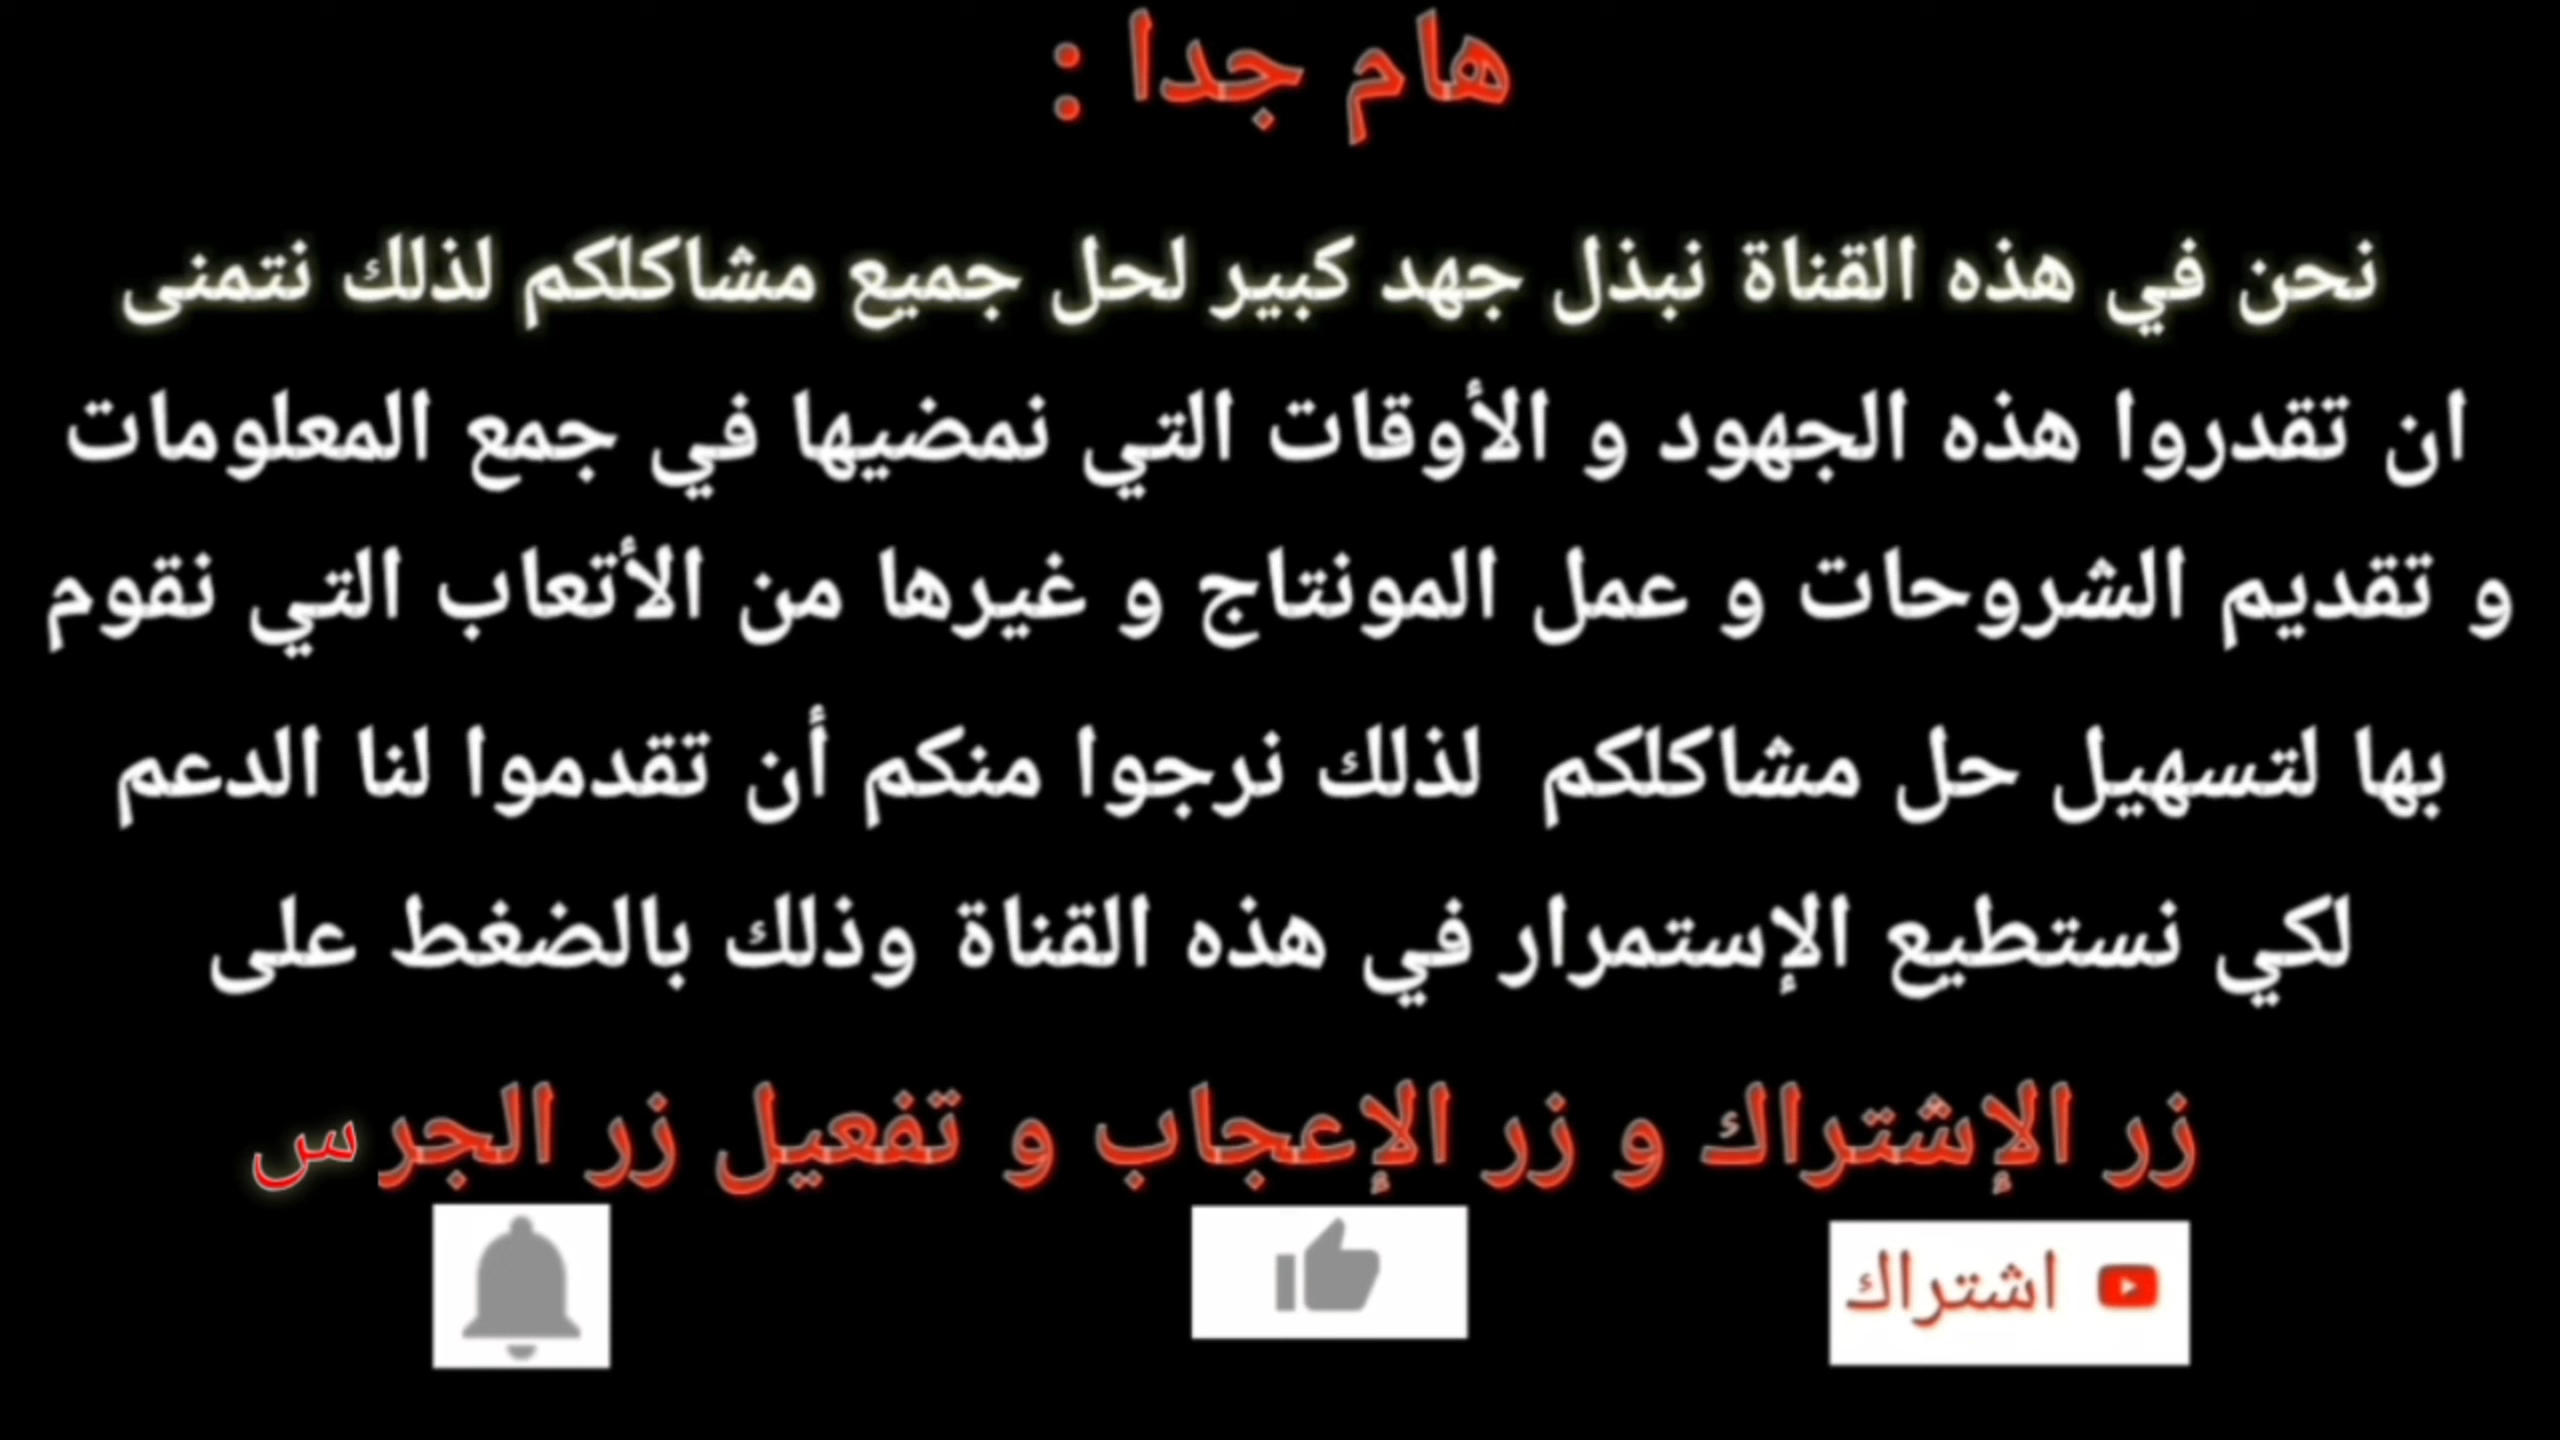 هام جدا :
نحن في هذه القناة نبذل جهد كبير لحل جميع مشاكلكم لذلك نتمنى
ان تقدروا هذه الجهود و الأوقات التي نمضيها في جمع المعلومات
و تقديم الشروحات و عمل المونتاج و غيرها من الأتعاب التي نقوم
بها لتسهيل حل مشاكلكم لذلك نرجوا منكم أن تقدموا لنا الدعم
لكي نستطيع الإستمرار في هذه القناة وذلك بالضغط على
زر الإشتراك و زر الإعجاب و تفعيل زر الجرس
اشتراك